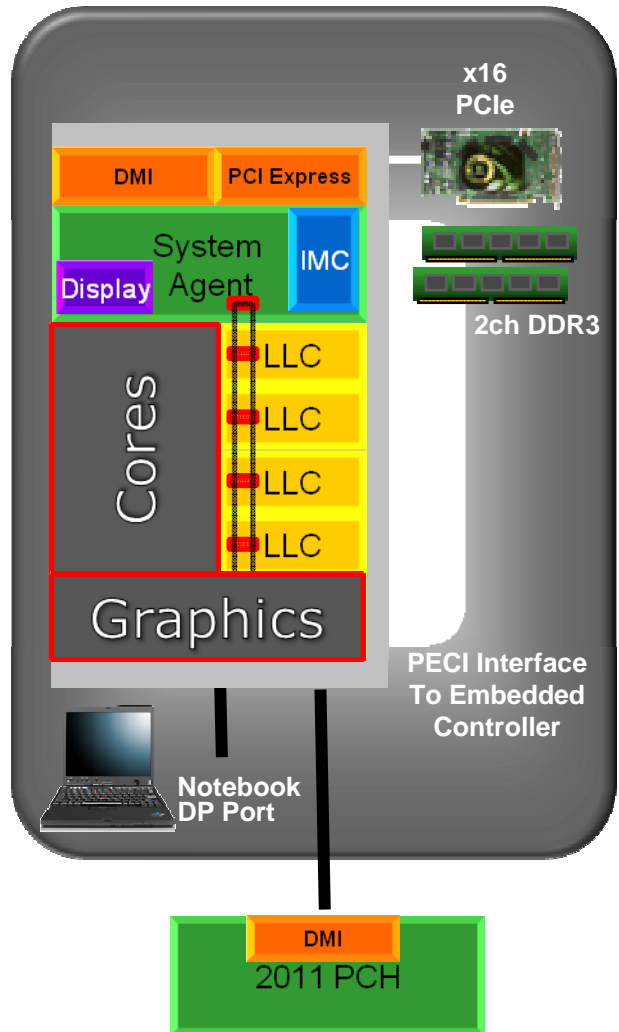 x16
PCIe
DMI
PCI Express
System
Agent
IMC
Display
2ch DDR3
Cores
LLC
LLC
LLC
LLC
Graphics
PECI Interface
To Embedded
Controller
Notebook
DP Port
DMI
2011 PCH